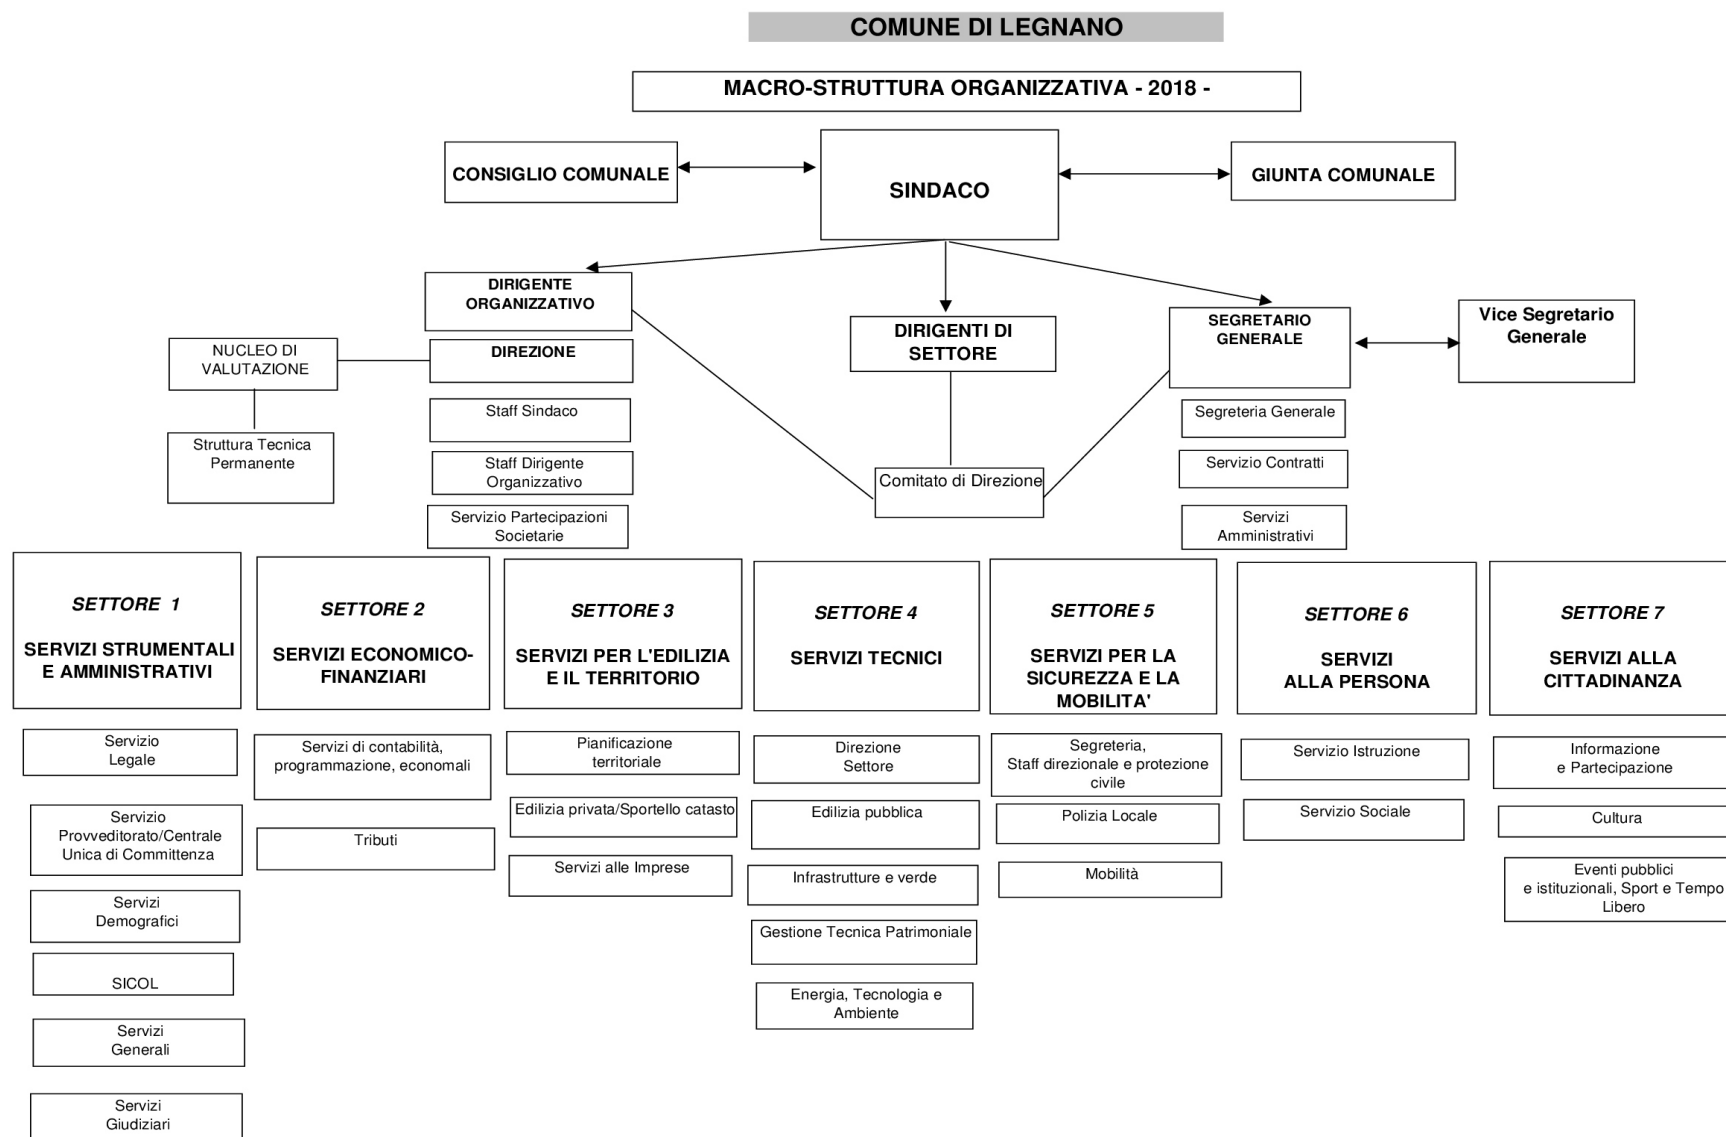 COMUNE DI LEGNANO
MACRO-STRUTTURA ORGANIZZATIVA - 2018 -
CONSIGLIO COMUNALE
SINDACO
GIUNTA COMUNALE
DIRIGENTE
ORGANIZZATIVO
DIRIGENTI DI
SETTORE
SEGRETARIO
GENERALE
Vice Segretario
Generale
NUCLEO DI
VALUTAZIONE
DIREZIONE
Struttura Tecnica
Permanente
Staff Sindaco
Staff Dirigente
Organizzativo
Servizio Partecipazioni
Societarie
Comitato di Direzione
Segreteria Generale
Servizio Contratti
Servizi
Amministrativi
SETTORE 1
SERVIZI STRUMENTALI
E AMMINISTRATIVI
Servizio
Legale
Servizio
Provveditorato/Centrale
Unica di Committenza
Servizi
Demografici
SICOL
Servizi
Generali
Servizi
Giudiziari
SETTORE 2
SERVIZI ECONOMICO-
FINANZIARI
Servizi di contabilità,
programmazione, economali
Tributi
SETTORE 3
SERVIZI PER L'EDILIZIA
E IL TERRITORIO
Pianificazione
territoriale
Edilizia privata/Sportello catasto
Servizi alle Imprese
SETTORE 4
SERVIZI TECNICI
Direzione
Settore
Edilizia pubblica
Infrastrutture e verde
Gestione Tecnica Patrimoniale
Energia, Tecnologia e
Ambiente
SETTORE 5
SERVIZI PER LA
SICUREZZA E LA
MOBILITA'
Segreteria,
Staff direzionale e protezione
civile
Polizia Locale
Mobilità
SETTORE 6
SERVIZI
ALLA PERSONA
Servizio Istruzione
Servizio Sociale
SETTORE 7
SERVIZI ALLA
CITTADINANZA
Informazione
e Partecipazione
Cultura
Eventi pubblici
e istituzionali, Sport e Tempo
Libero